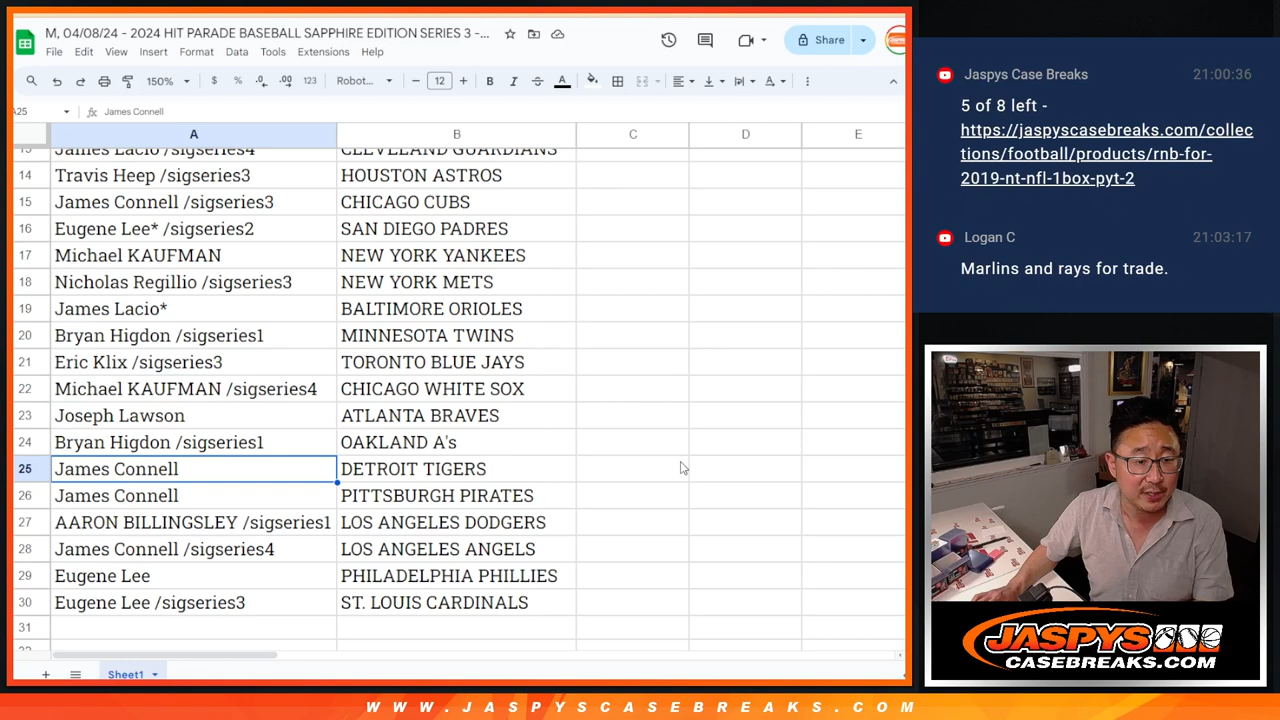 M, 04/08/24 - 2024 HIT PARADE BASEBALL SAPPHIRE EDITION SERIES 3 -...
File Edit View Insert Format Data Tools Extensions Help
Share
150% $ % .0 .00 123 Robot... − 12 + B I A
A25 fx James Connell
A B C D E
13 James Lacio /sigseries4 CLEVELAND GUARDIANS
14 Travis Heep /sigseries3 HOUSTON ASTROS
15 James Connell /sigseries3 CHICAGO CUBS
16 Eugene Lee* /sigseries2 SAN DIEGO PADRES
17 Michael KAUFMAN NEW YORK YANKEES
18 Nicholas Regillio /sigseries3 NEW YORK METS
19 James Lacio* BALTIMORE ORIOLES
20 Bryan Higdon /sigseries1 MINNESOTA TWINS
21 Eric Klix /sigseries3 TORONTO BLUE JAYS
22 Michael KAUFMAN /sigseries4 CHICAGO WHITE SOX
23 Joseph Lawson ATLANTA BRAVES
24 Bryan Higdon /sigseries1 OAKLAND A's
25 James Connell DETROIT TIGERS
26 James Connell PITTSBURGH PIRATES
27 AARON BILLINGSLEY /sigseries1 LOS ANGELES DODGERS
28 James Connell /sigseries4 LOS ANGELES ANGELS
29 Eugene Lee PHILADELPHIA PHILLIES
30 Eugene Lee /sigseries3 ST. LOUIS CARDINALS
31
32
+ Sheet1
Jaspys Case Breaks 21:00:36
5 of 8 left -
https://jaspyscasebreaks.com/collec
tions/football/products/rnb-for-
2019-nt-nfl-1box-pyt-2
Logan C 21:03:17
Marlins and rays for trade.
JASPYS
CASEBREAKS.COM
WWW.JASPYSCASEBREAKS.COM